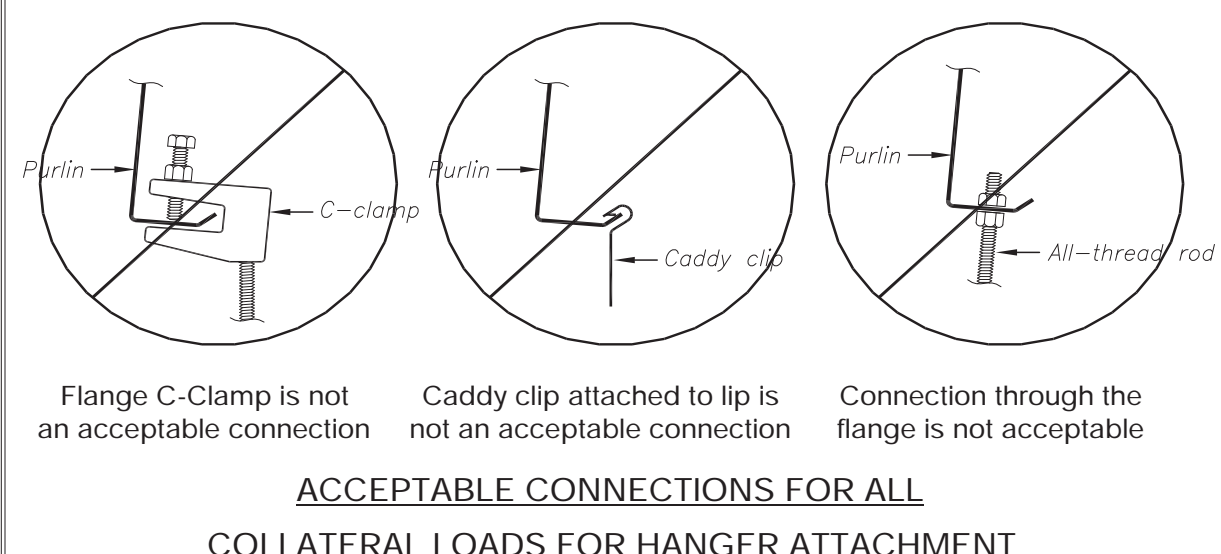 Purlin
C-clamp
Purlin
Caddy clip
Purlin
All-thread rod
Flange C-Clamp is not
an acceptable connection
Caddy clip attached to lip is
not an acceptable connection
Connection through the
flange is not acceptable
ACCEPTABLE CONNECTIONS FOR ALL
COLLATERAL LOADS FOR HANGER ATTACHMENT